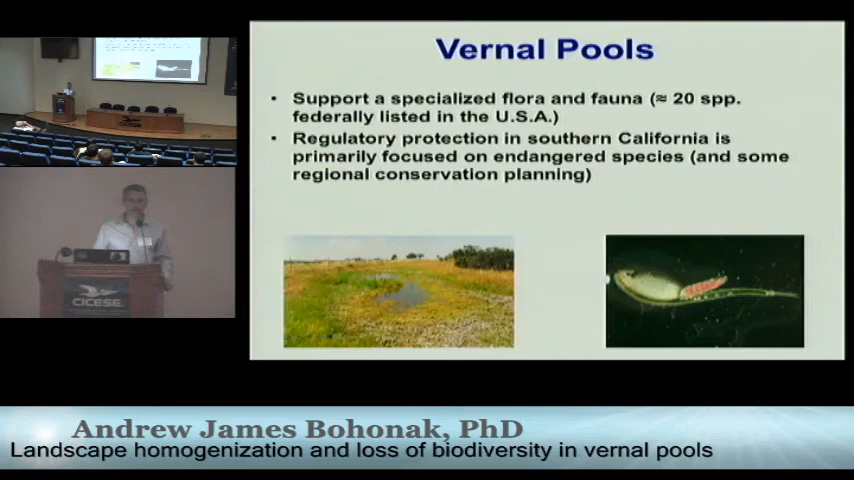 Vernal Pools
• Support a specialized flora and fauna (≈ 20 spp.
federally listed in the U.S.A.)
• Regulatory protection in southern California is
primarily focused on endangered species (and some
regional conservation planning)
CICESE
Andrew James Bohonak, PhD
Landscape homogenization and loss of biodiversity in vernal pools